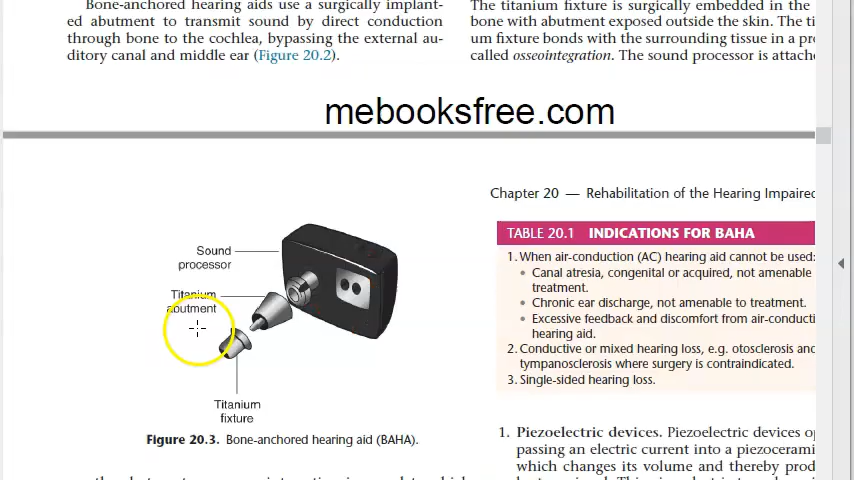 Bone-anchored hearing aids use a surgically implant-
ed abutment to transmit sound by direct conduction
through bone to the cochlea, bypassing the external au-
ditory canal and middle ear (Figure 20.2).
The titanium fixture is surgically embedded in the
bone with abutment exposed outside the skin. The ti
um fixture bonds with the surrounding tissue in a pr
called osseointegration. The sound processor is attach
mebooksfree.com
Chapter 20 — Rehabilitation of the Hearing Impaired
Sound
processor
Titanium
abutment
Titanium
fixture
Figure 20.3. Bone-anchored hearing aid (BAHA).
TABLE 20.1 INDICATIONS FOR BAHA
1. When air-conduction (AC) hearing aid cannot be used:
• Canal atresia, congenital or acquired, not amenable
treatment.
• Chronic ear discharge, not amenable to treatment.
• Excessive feedback and discomfort from air-conducti
hearing aid.
2. Conductive or mixed hearing loss, e.g. otosclerosis and
tympanosclerosis where surgery is contraindicated.
3. Single-sided hearing loss.
1. Piezoelectric devices. Piezoelectric devices op
passing an electric current into a piezocerami
which changes its volume and thereby prod